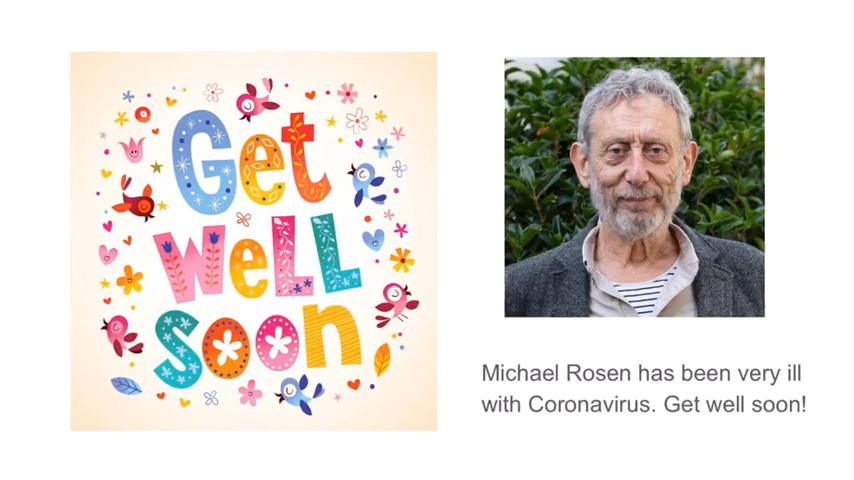 Get
Well
Soon
Michael Rosen has been very ill
with Coronavirus. Get well soon!